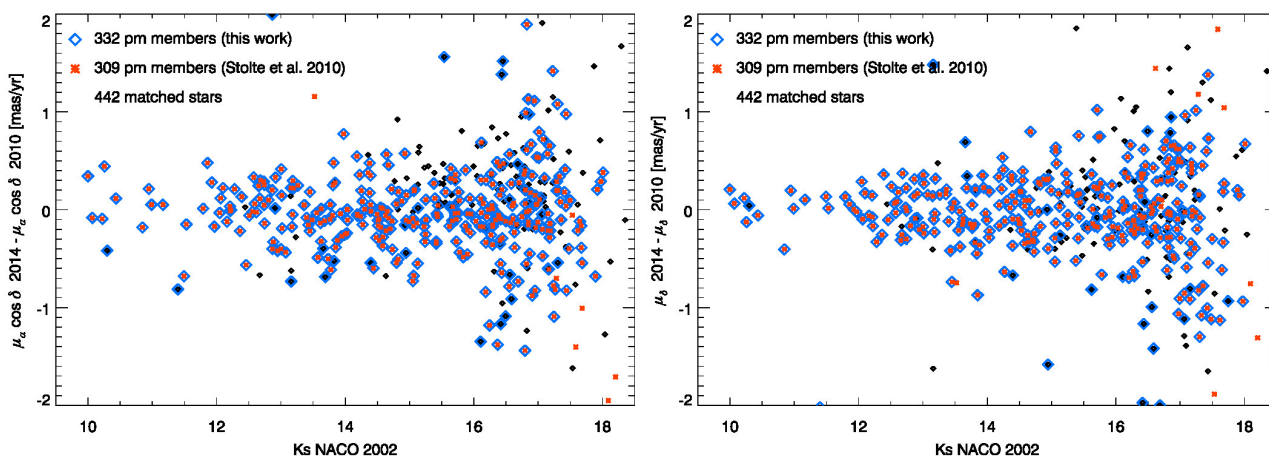 2
1
0
-1
-2
μα cos δ 2014 - μα cos δ 2010 [mas/yr]
332 pm members (this work)
309 pm members (Stolte et al. 2010)
442 matched stars
10
12
14
16
18
Ks NACO 2002
2
1
0
-1
-2
μδ 2014 - μδ 2010 [mas/yr]
332 pm members (this work)
309 pm members (Stolte et al. 2010)
442 matched stars
10
12
14
16
18
Ks NACO 2002